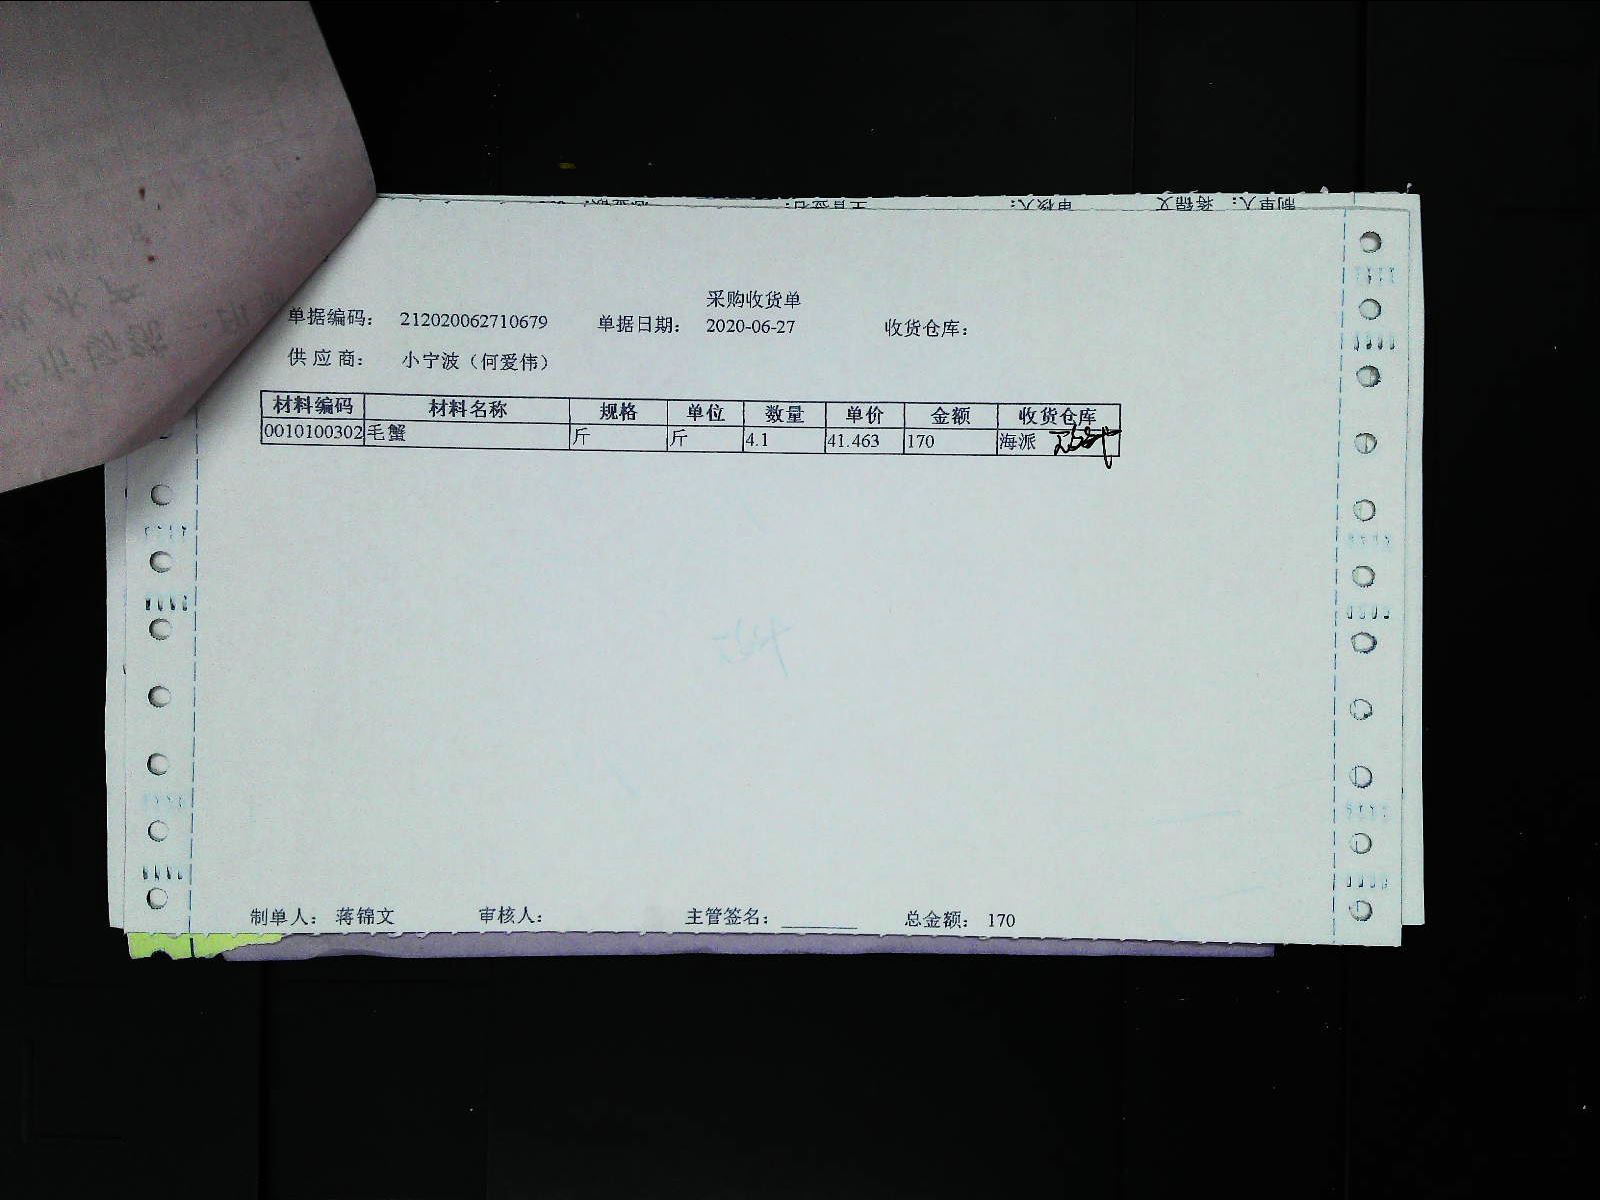 采购收货单
单据编码： 212020062710679 单据日期： 2020-06-27 收货仓库：
供 应 商： 小宁波（何爱伟）
材料编码 材料名称 规格 单位 数量 单价 金额 收货仓库
0010100302 毛蟹 斤 斤 4.1 41.463 170 海派
制单人： 蒋锦文 审核人： 主管签名： ________ 总金额： 170